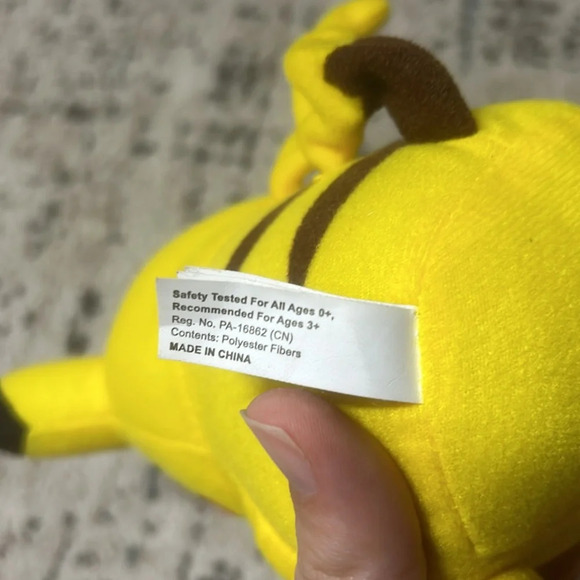 Safety Tested For All Ages 0+,
Recommended For Ages 3+
Reg. No. PA-16862 (CN)
Contents: Polyester Fibers
MADE IN CHINA